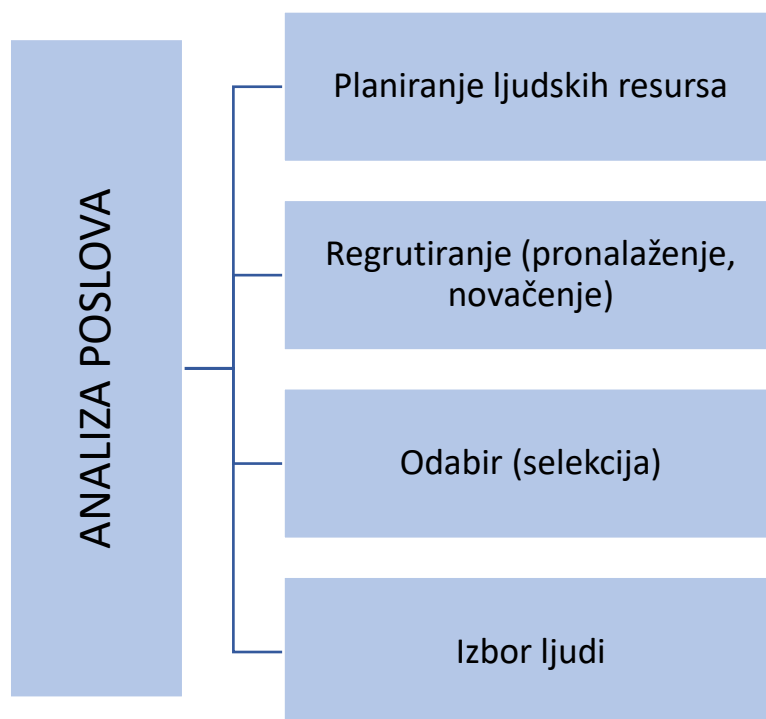 ANALIZA POSLOVA
Planiranje ljudskih resursa
Regrutiranje (pronalaženje,
novačenje)
Odabir (selekcija)
Izbor ljudi